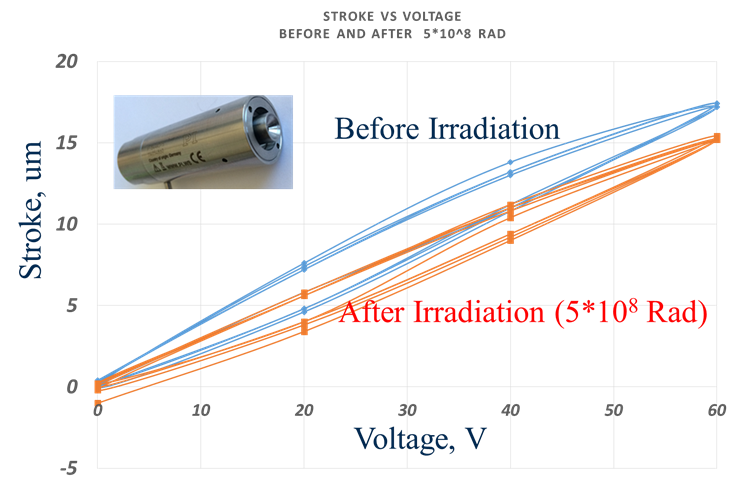 STROKE VS VOLTAGE
BEFORE AND AFTER 5*10^8 RAD
20
15
10
5
0
-5
Stroke, um
Before Irradiation
After Irradiation (5*10⁸ Rad)
0 10 20 30 40 50 60
Voltage, V
CE